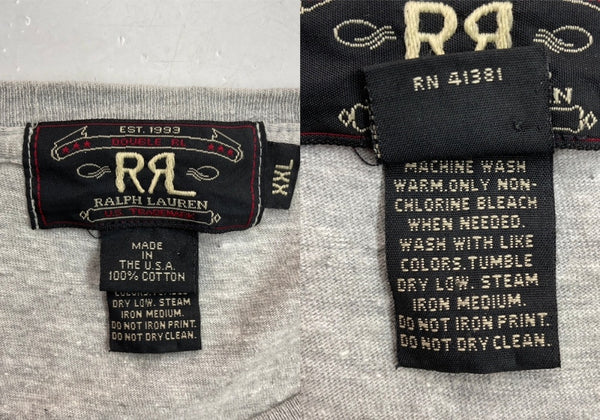 EST. 1993
DOUBLE RL
RRL
RALPH LAUREN
U.S. TRADEMARK
XXL
MADE
IN
THE U.S.A.
100% COTTON
DRY LOW. STEAM
IRON MEDIUM.
DO NOT IRON PRINT.
DO NOT DRY CLEAN.
RN 41381
MACHINE WASH
WARM.ONLY NON-
CHLORINE BLEACH
WHEN NEEDED.
WASH WITH LIKE
COLORS.TUMBLE
DRY LOW. STEAM
IRON MEDIUM.
DO NOT IRON PRINT.
DO NOT DRY CLEAN.